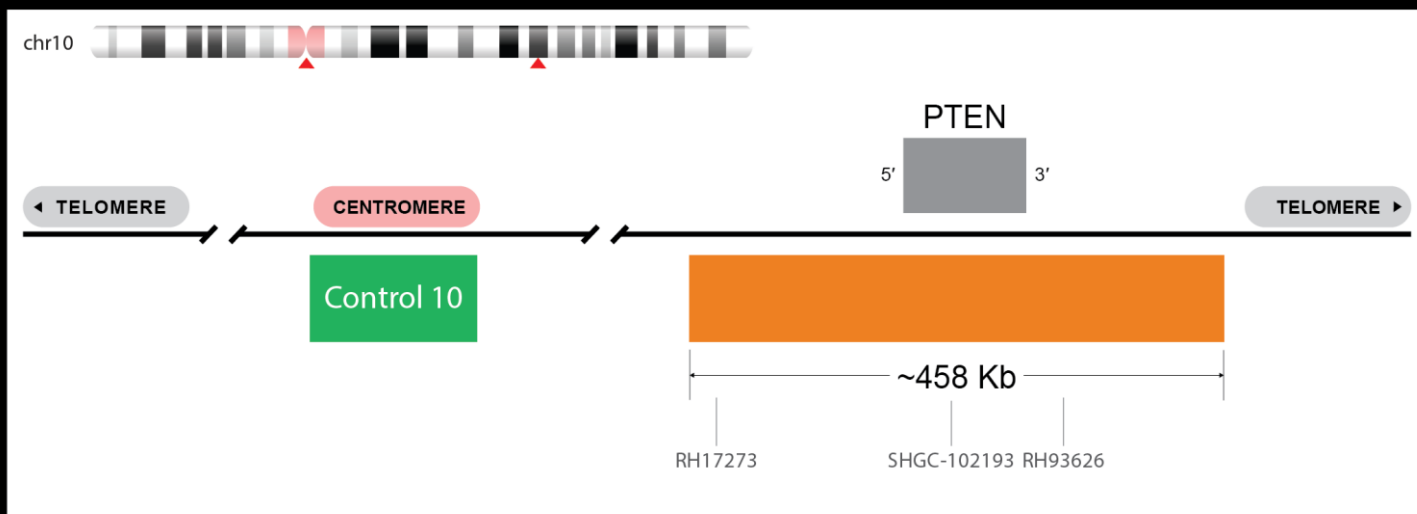 chr10
PTEN
5′ 3′
TELOMERE CENTROMERE TELOMERE
Control 10
~458 Kb
RH17273 SHGC-102193 RH93626